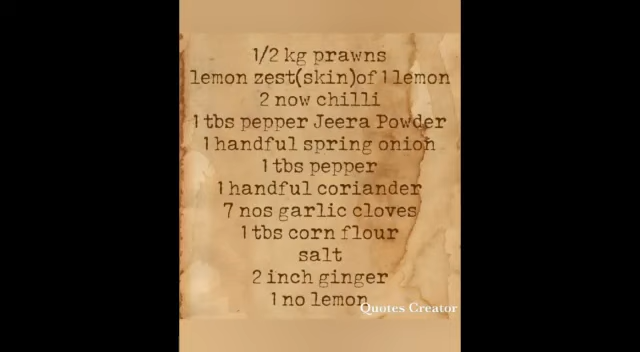 1/2 kg prawns
lemon zest(skin)of 1 lemon
2 now chilli
1 tbs pepper Jeera Powder
1 handful spring onion
1 tbs pepper
1 handful coriander
7 nos garlic cloves
1 tbs corn flour
salt
2 inch ginger
1 no lemon
Quotes Creator